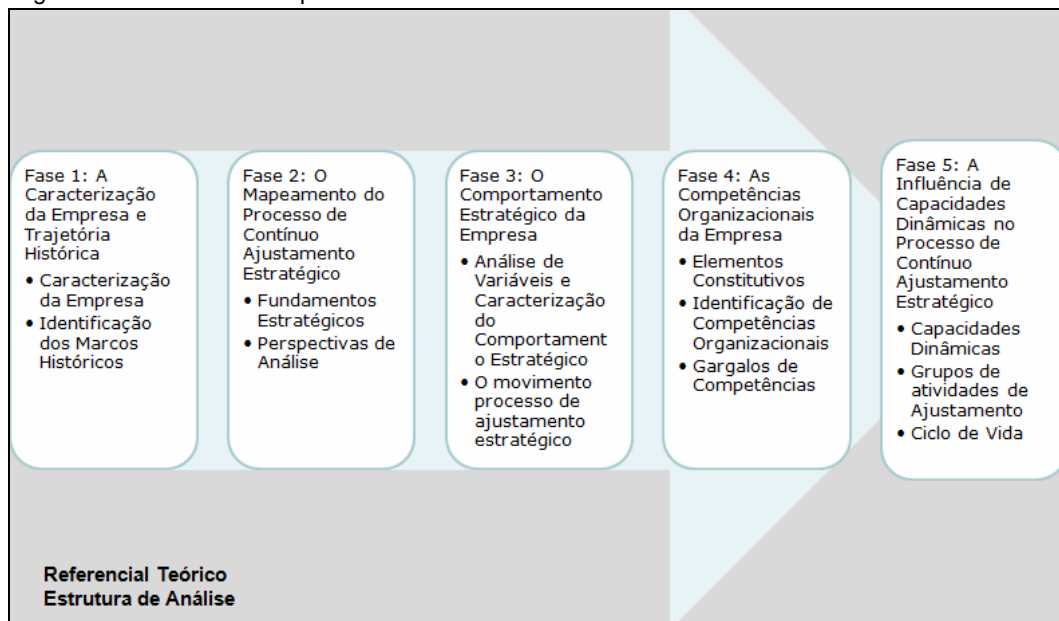 Fase 1: A
Caracterização
da Empresa e
Trajetória
Histórica
• Caracterização
da Empresa
• Identificação
dos Marcos
Históricos
Fase 2: O
Mapeamento do
Processo de
Contínuo
Ajustamento
Estratégico
• Fundamentos
Estratégicos
• Perspectivas de
Análise
Fase 3: O
Comportamento
Estratégico da
Empresa
• Análise de
Variáveis e
Caracterização
do
Comportament
o Estratégico
• O movimento
processo de
ajustamento
estratégico
Fase 4: As
Competências
Organizacionais
da Empresa
• Elementos
Constitutivos
• Identificação de
Competências
Organizacionais
• Gargalos de
Competências
Fase 5: A
Influência de
Capacidades
Dinâmicas no
Processo de
Contínuo
Ajustamento
Estratégico
• Capacidades
Dinâmicas
• Grupos de
atividades de
Ajustamento
• Ciclo de Vida
Referencial Teórico
Estrutura de Análise